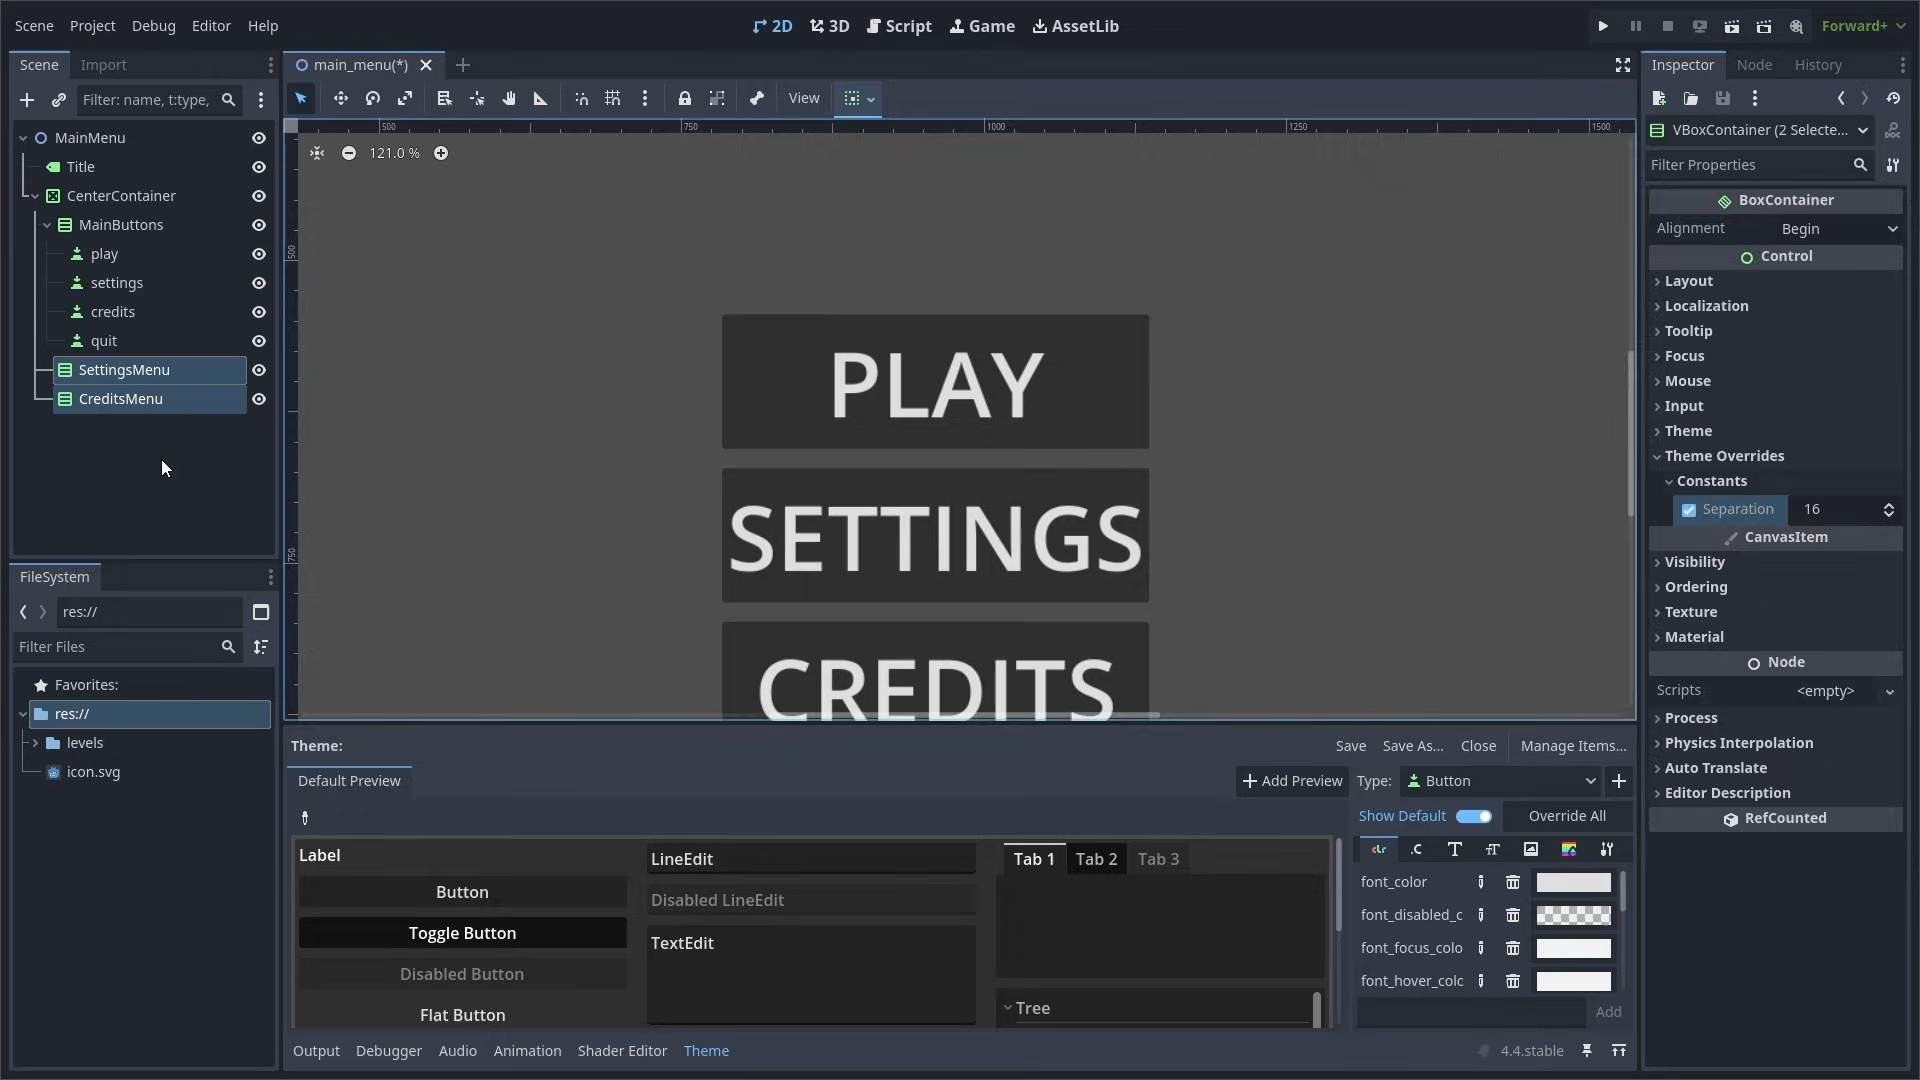 Scene Project Debug Editor Help
2D 3D Script Game AssetLib
Forward+
Scene Import
main_menu(*)
Inspector Node History
Filter: name, t:type,
View
MainMenu
Title
CenterContainer
MainButtons
play
settings
credits
quit
SettingsMenu
CreditsMenu
500 750 1000 1250 1500
121.0 %
500
750
PLAY
SETTINGS
CREDITS
VBoxContainer (2 Selecte...
Filter Properties
BoxContainer
Alignment Begin
Control
Layout
Localization
Tooltip
Focus
Mouse
Input
Theme
Theme Overrides
Constants
Separation 16
CanvasItem
Visibility
Ordering
Texture
Material
Node
Scripts <empty>
Process
Physics Interpolation
Auto Translate
Editor Description
RefCounted
FileSystem
res://
Filter Files
Favorites:
res://
levels
icon.svg
Theme: Save Save As... Close Manage Items...
Default Preview
Add Preview
Type: Button
Show Default Override All
Label
Button
Toggle Button
Disabled Button
Flat Button
LineEdit
Disabled LineEdit
TextEdit
Tab 1 Tab 2 Tab 3
Tree
font_color
font_disabled_c
font_focus_colo
font_hover_colc
Add
Output Debugger Audio Animation Shader Editor Theme
4.4.stable